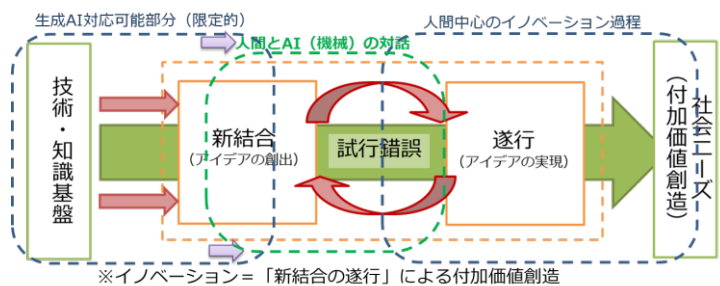 生成AI対応可能部分（限定的）
人間とAI（機械）の対話
人間中心のイノベーション過程
技術・知識基盤
新結合
（アイデアの創出）
試行錯誤
遂行
（アイデアの実現）
社会ニーズ
（付加価値創造）
※イノベーション＝「新結合の遂行」による付加価値創造